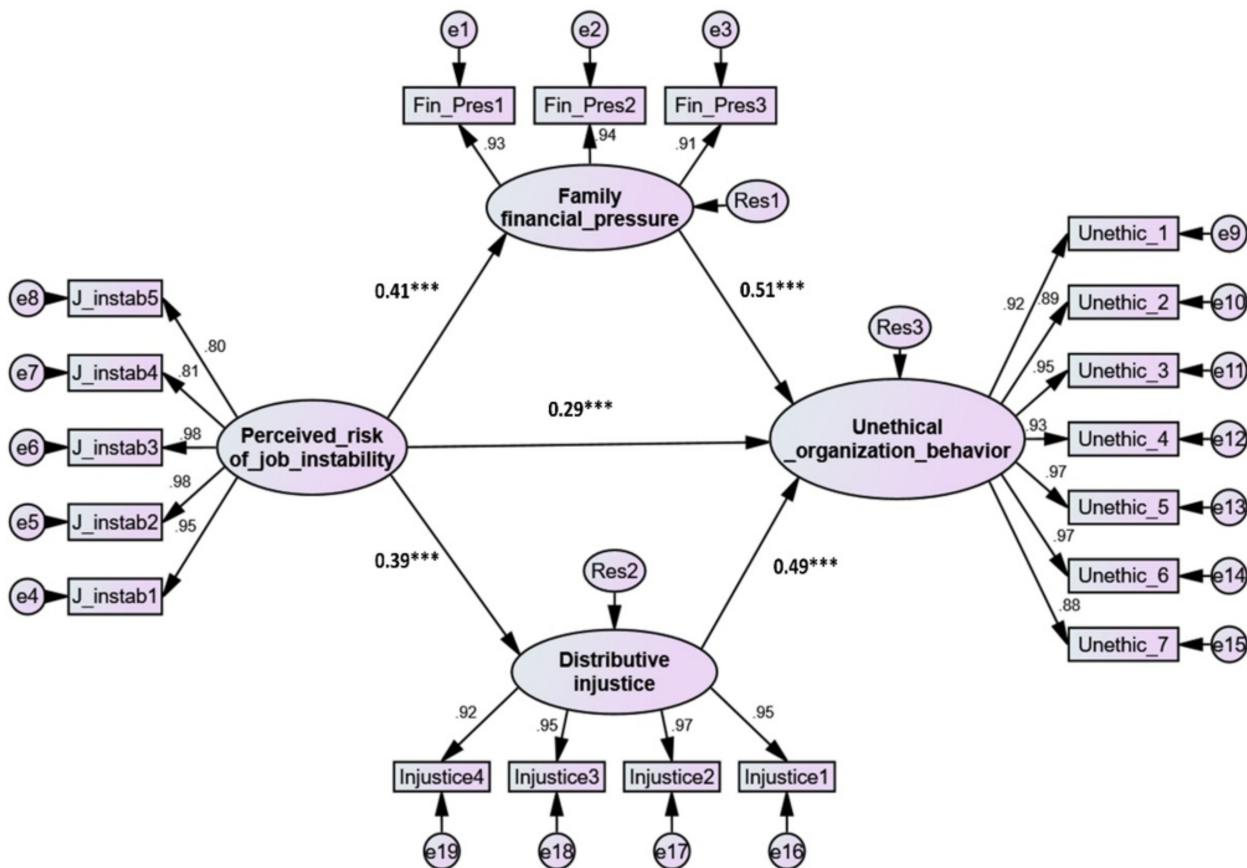 e1
e2
e3
Fin_Pres1
Fin_Pres2
Fin_Pres3
.93
.94
.91
Family
financial_pressure
Res1
0.41***
0.51***
e8
J_instab5
e7
J_instab4
e6
J_instab3
e5
J_instab2
e4
J_instab1
.80
.81
.98
.98
.95
Perceived_risk
of_job_instability
0.29***
Res3
Unethical
_organization_behavior
.92
.89
.95
.93
.97
.97
.88
Unethic_1
e9
Unethic_2
e10
Unethic_3
e11
Unethic_4
e12
Unethic_5
e13
Unethic_6
e14
Unethic_7
e15
0.39***
0.49***
Res2
Distributive
injustice
.92
.95
.97
.95
Injustice4
Injustice3
Injustice2
Injustice1
e19
e18
e17
e16